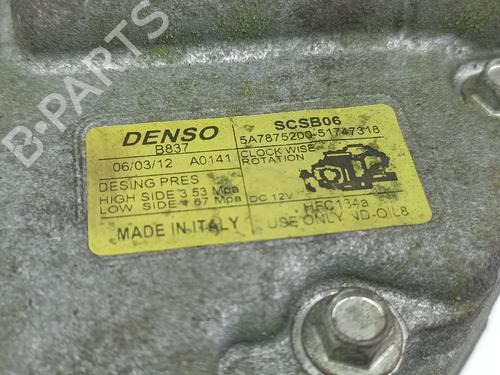 B-PARTS
DENSO
B837
06/03/12 A0141
DESING PRES
HIGH SIDE 3 53 Mpa
LOW SIDE 1 67 Mpa
MADE IN ITALY
SCSB06
5A7875200-51747318
CLOCK WISE
ROTATION
DC 12V
HFC134a
USE ONLY ND-OIL8